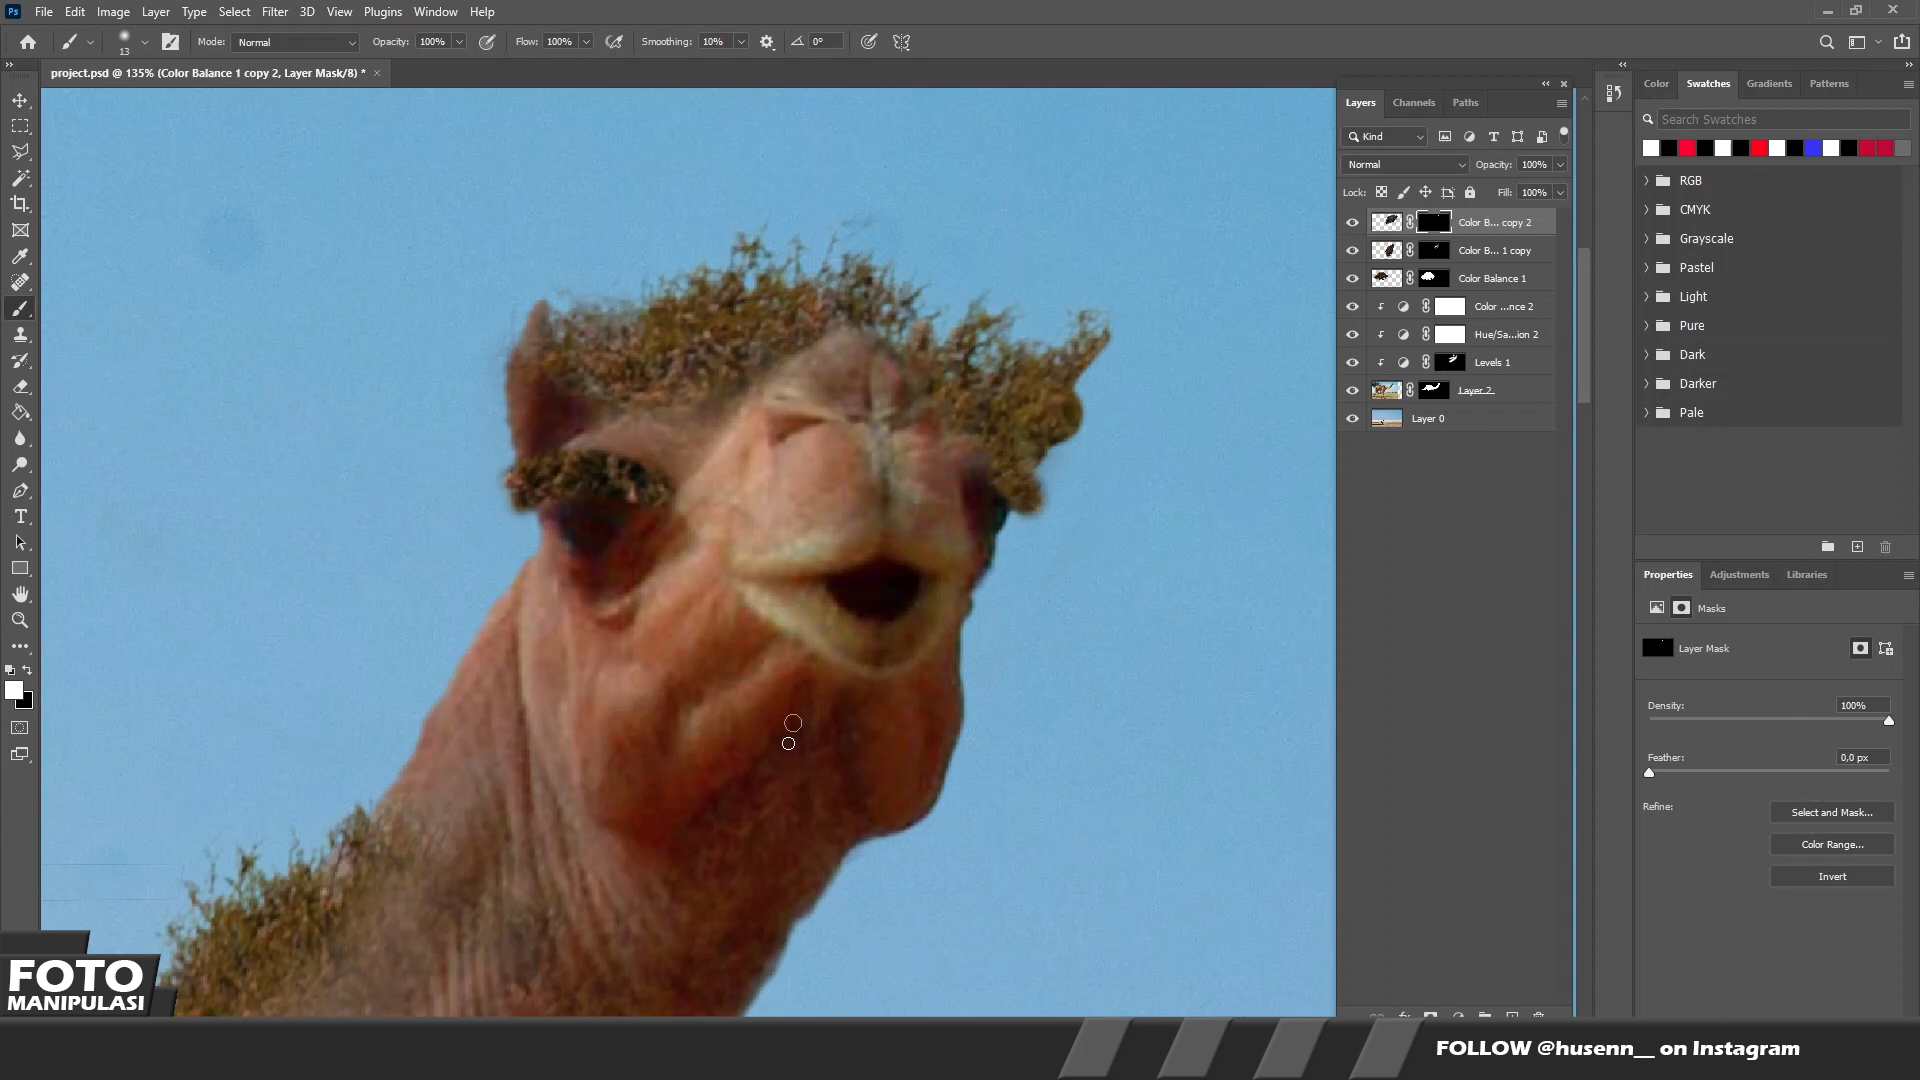 Ps File Edit Image Layer Type Select Filter 3D View Plugins Window Help
13 Mode: Normal Opacity: 100% Flow: 100% Smoothing: 10% 0°
project.psd @ 135% (Color Balance 1 copy 2, Layer Mask/8) *
Layers Channels Paths
Kind
Normal Opacity: 100%
Lock: Fill: 100%
Color B... copy 2
Color B... 1 copy
Color Balance 1
Color ...nce 2
Hue/Sa...ion 2
Levels 1
Layer 2
Layer 0
Color Swatches Gradients Patterns
Search Swatches
RGB
CMYK
Grayscale
Pastel
Light
Pure
Dark
Darker
Pale
Properties Adjustments Libraries
Masks
Layer Mask
Density: 100%
Feather: 0,0 px
Refine: Select and Mask...
Color Range...
Invert
FOTO
MANIPULASI
FOLLOW @husenn__ on Instagram